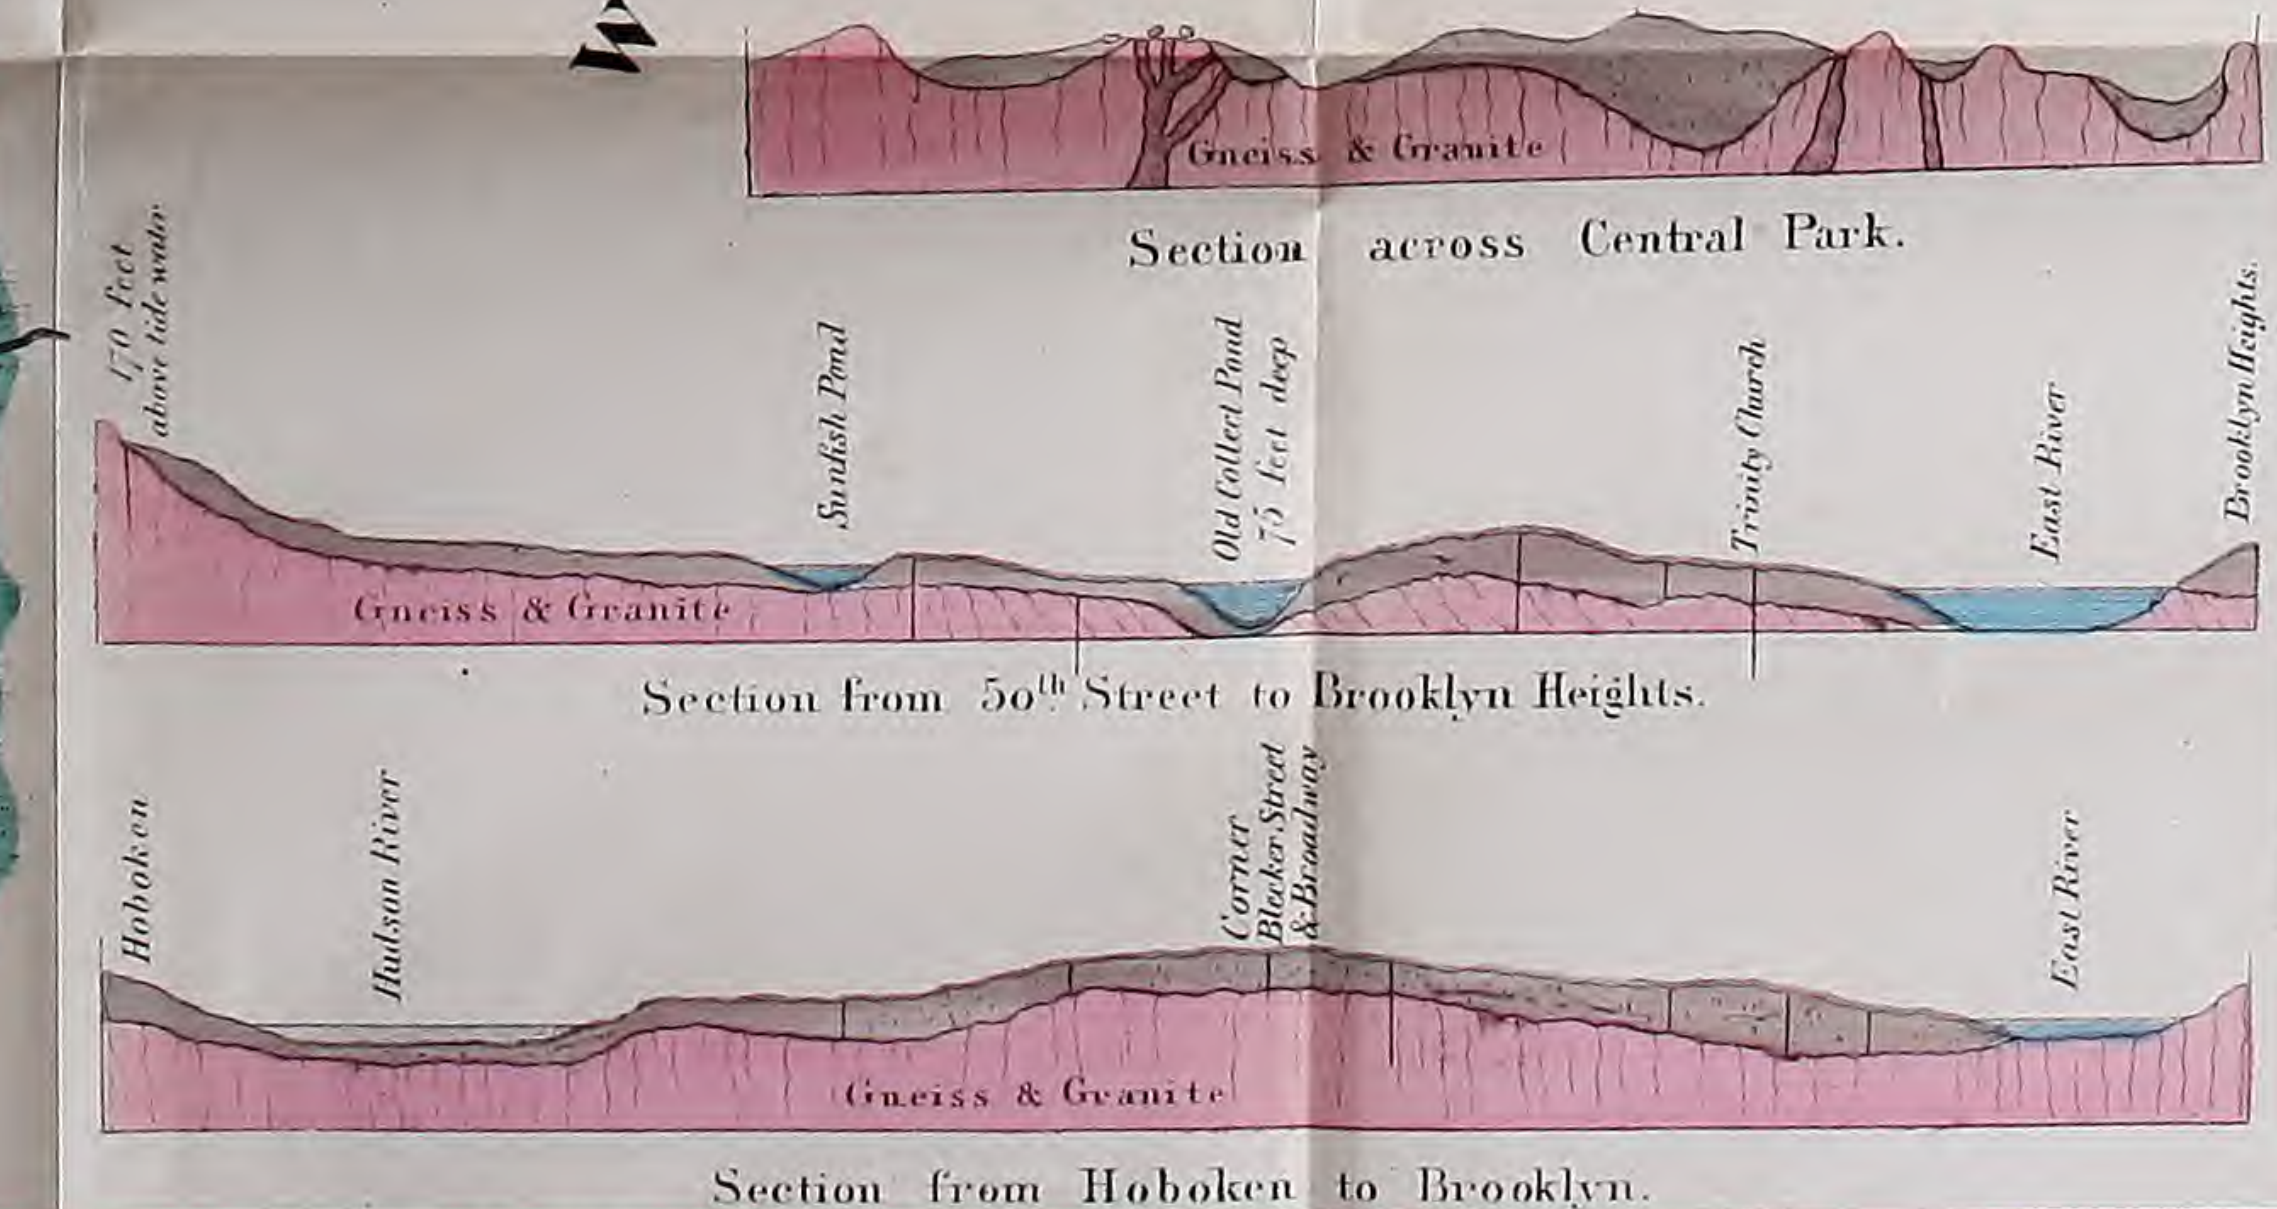 Gneiss & Granite
Section across Central Park.
170 feet
above tide water
Sunfish Pond
Old Collect Pond
75 feet deep
Trinity Church
East River
Brooklyn Heights.
Gneiss & Granite
Section from 50th Street to Brooklyn Heights.
Hoboken
Hudson River
Corner
Blecker Street
& Broadway
East River
Gneiss & Granite
Section from Hoboken to Brooklyn.